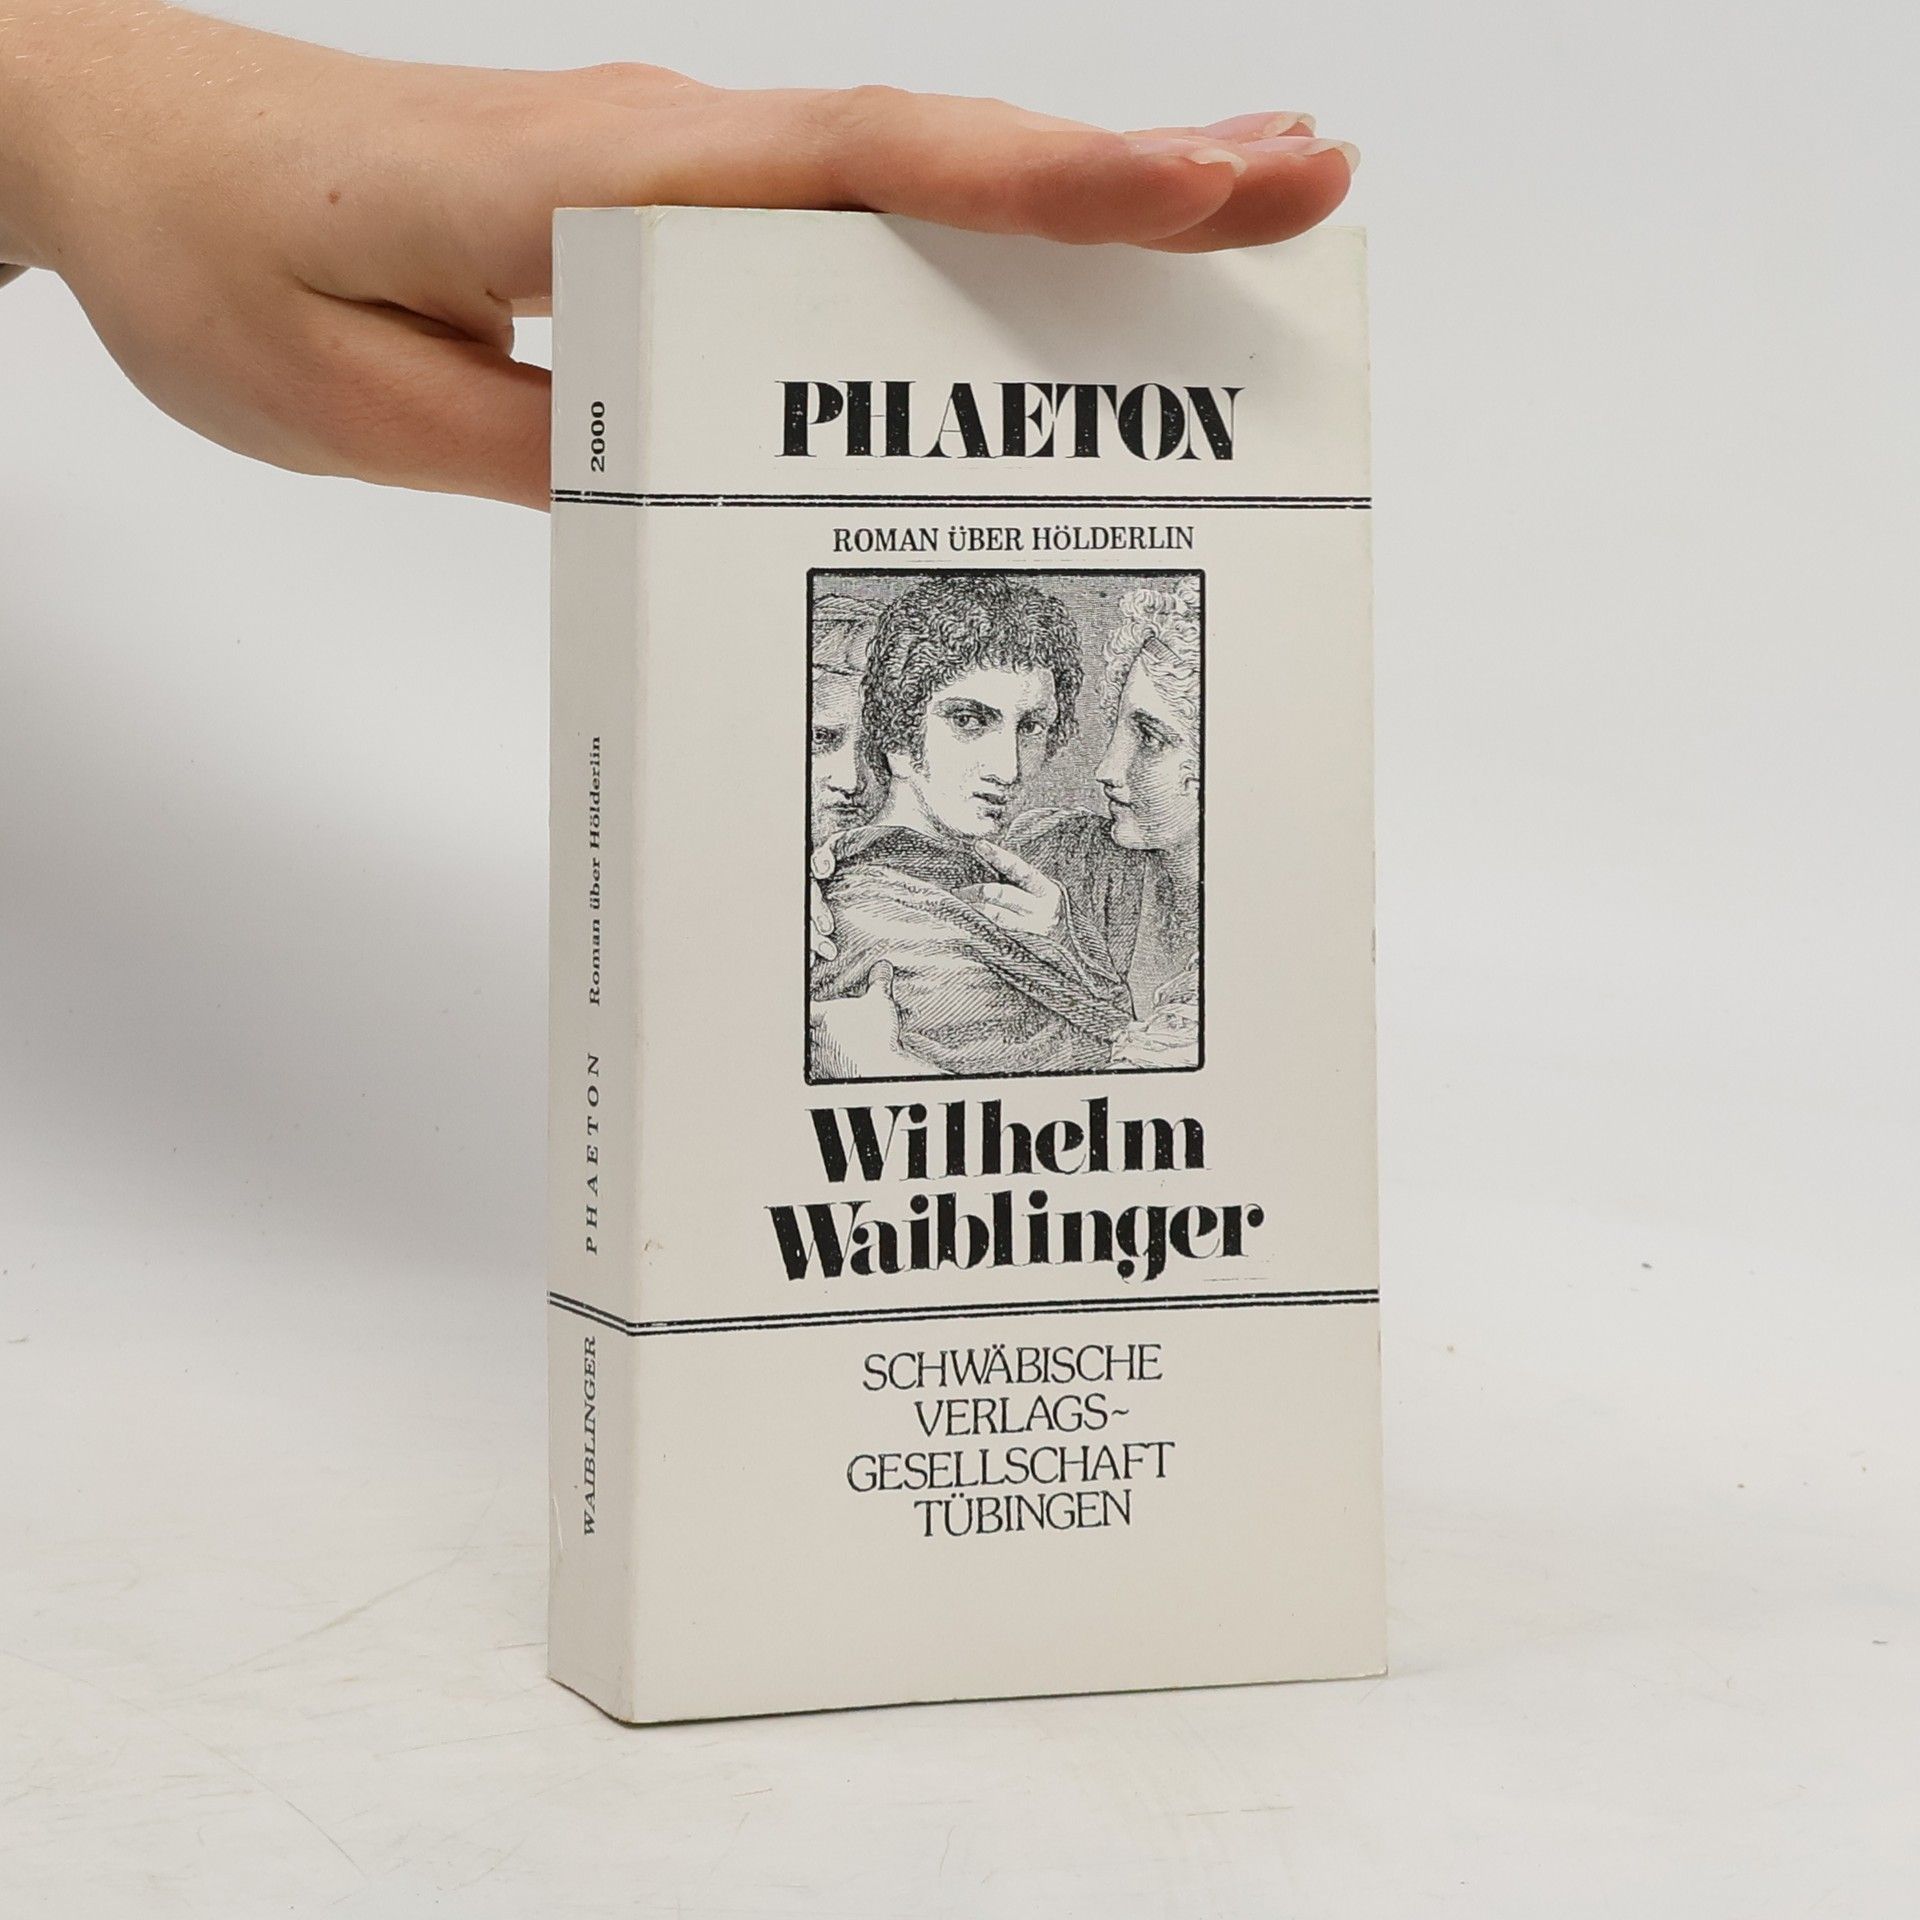 PHAETON
ROMAN ÜBER HÖLDERLIN
Wilhelm
Waiblinger
SCHWÄBISCHE
VERLAGS~
GESELLSCHAFT
TÜBINGEN
WAIBLINGER PHAETON Roman über Hölderlin 2000